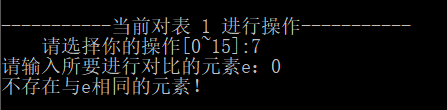 -----------当前对表 1 进行操作-----------
请选择你的操作[0~15]:7
请输入所要进行对比的元素e：0
不存在与e相同的元素！